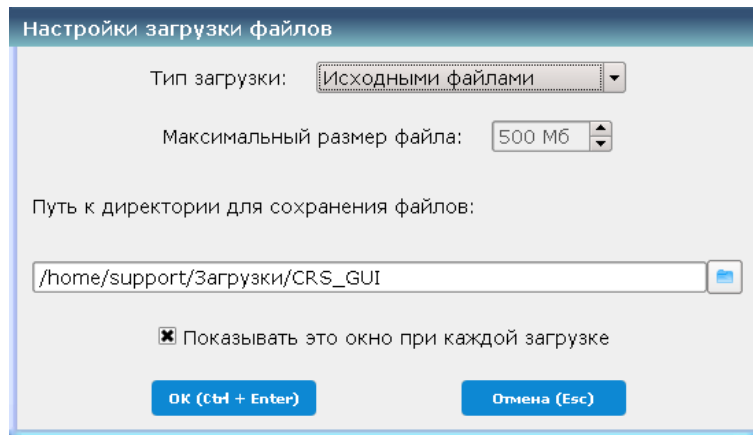 Настройки загрузки файлов
Тип загрузки: Исходными файлами
Максимальный размер файла: 500 Мб
Путь к директории для сохранения файлов:
/home/support/Загрузки/CRS_GUI
Показывать это окно при каждой загрузке
ОК (Ctrl + Enter) Отмена (Esc)